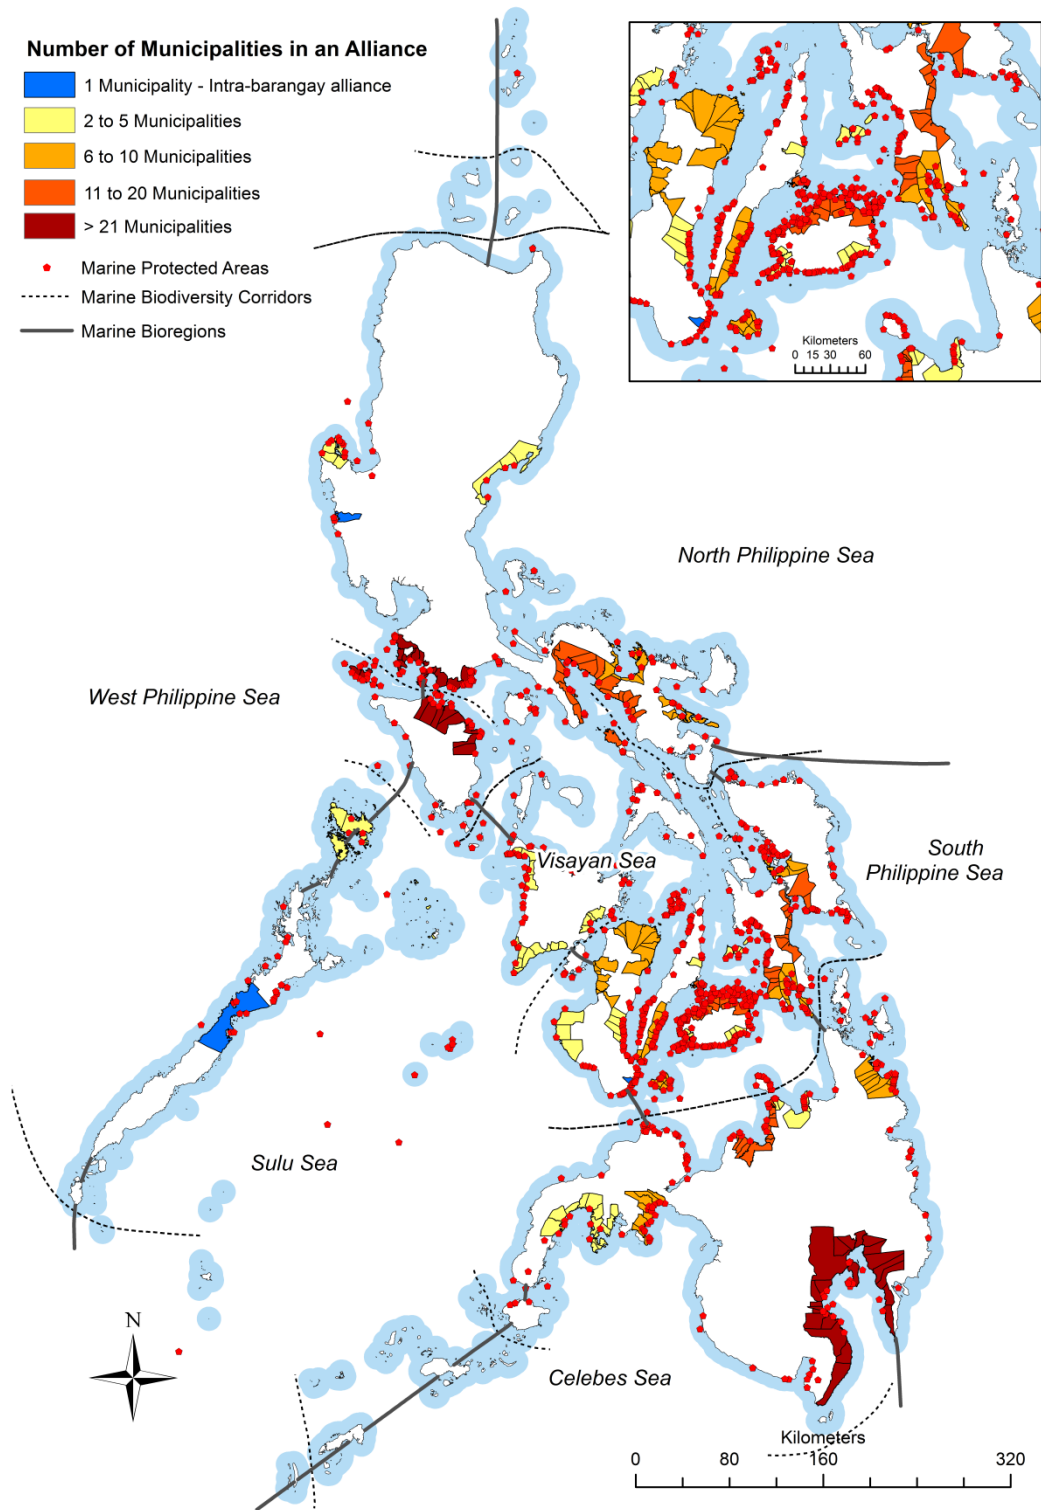 Number of Municipalities in an Alliance
1 Municipality - Intra-barangay alliance
2 to 5 Municipalities
6 to 10 Municipalities
11 to 20 Municipalities
> 21 Municipalities
Marine Protected Areas
Marine Biodiversity Corridors
Marine Bioregions
Kilometers
0 15 30 60
North Philippine Sea
West Philippine Sea
Visayan Sea
South
Philippine Sea
Sulu Sea
N
Celebes Sea
Kilometers
0 80 160 320